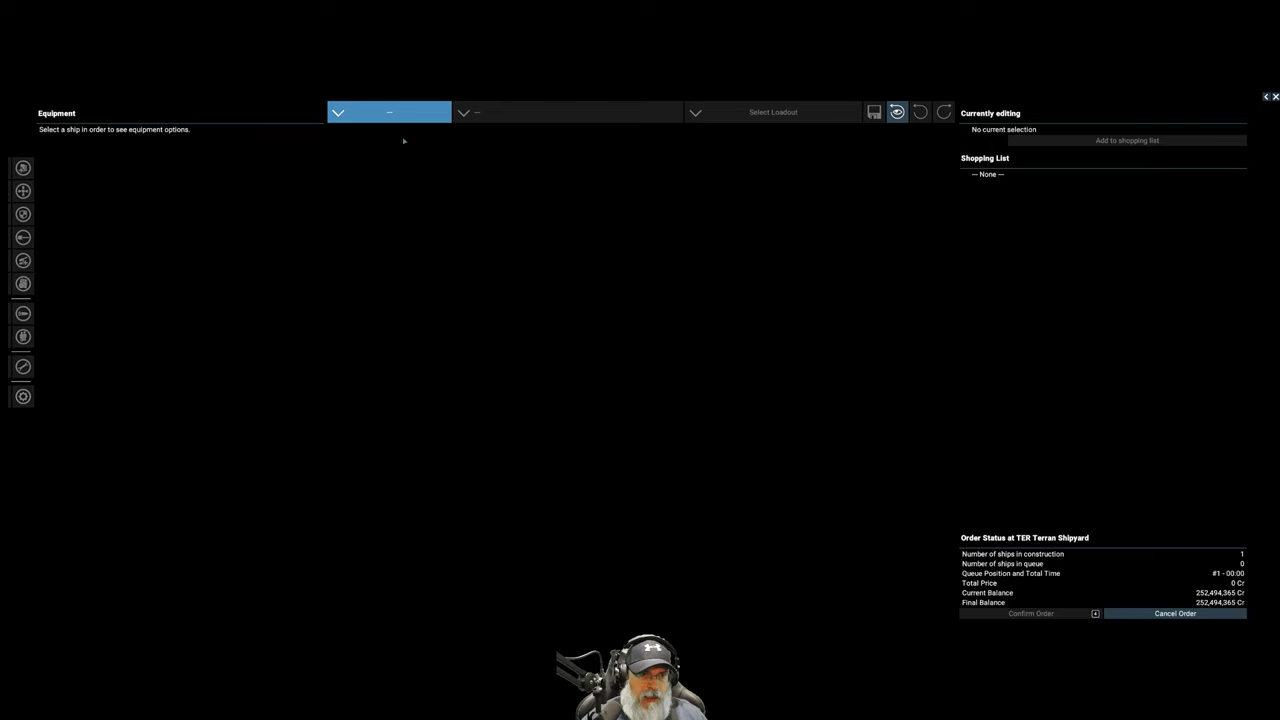 Equipment
Select a ship in order to see equipment options.
--
--
Select Loadout
Currently editing
No current selection
Add to shopping list
Shopping List
--- None ---
Order Status at TER Terran Shipyard
Number of ships in construction 1
Number of ships in queue 0
Queue Position and Total Time #1 - 00:00
Total Price 0 Cr
Current Balance 252,494,365 Cr
Final Balance 252,494,365 Cr
Confirm Order
Cancel Order